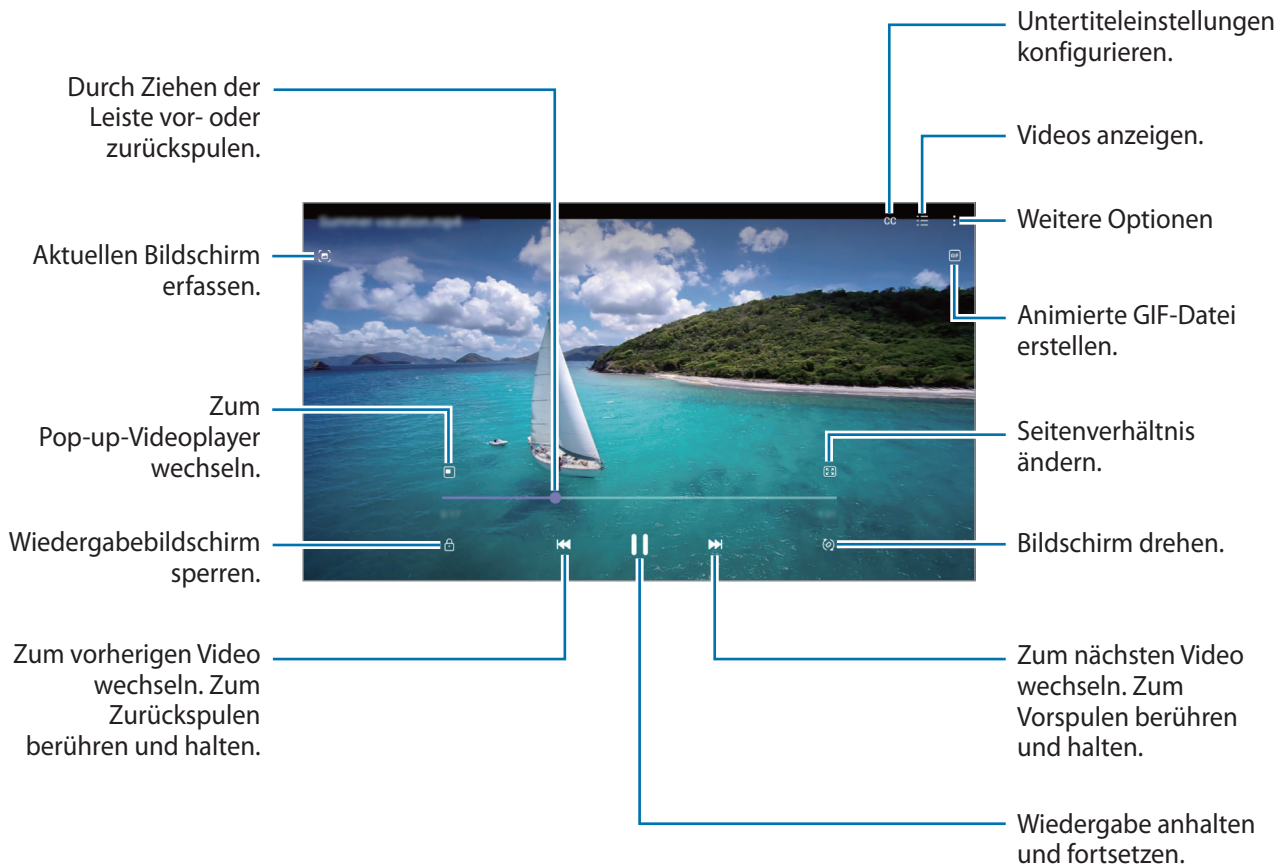 Untertiteleinstellungen
konfigurieren.
Durch Ziehen der
Leiste vor- oder
zurückspulen.
Videos anzeigen.
CC
Weitere Optionen
Aktuellen Bildschirm
erfassen.
GIF
Animierte GIF-Datei
erstellen.
Zum
Pop-up-Videoplayer
wechseln.
Seitenverhältnis
ändern.
Wiedergabebildschirm
sperren.
Bildschirm drehen.
Zum vorherigen Video
wechseln. Zum
Zurückspulen
berühren und halten.
Zum nächsten Video
wechseln. Zum
Vorspulen berühren
und halten.
Wiedergabe anhalten
und fortsetzen.